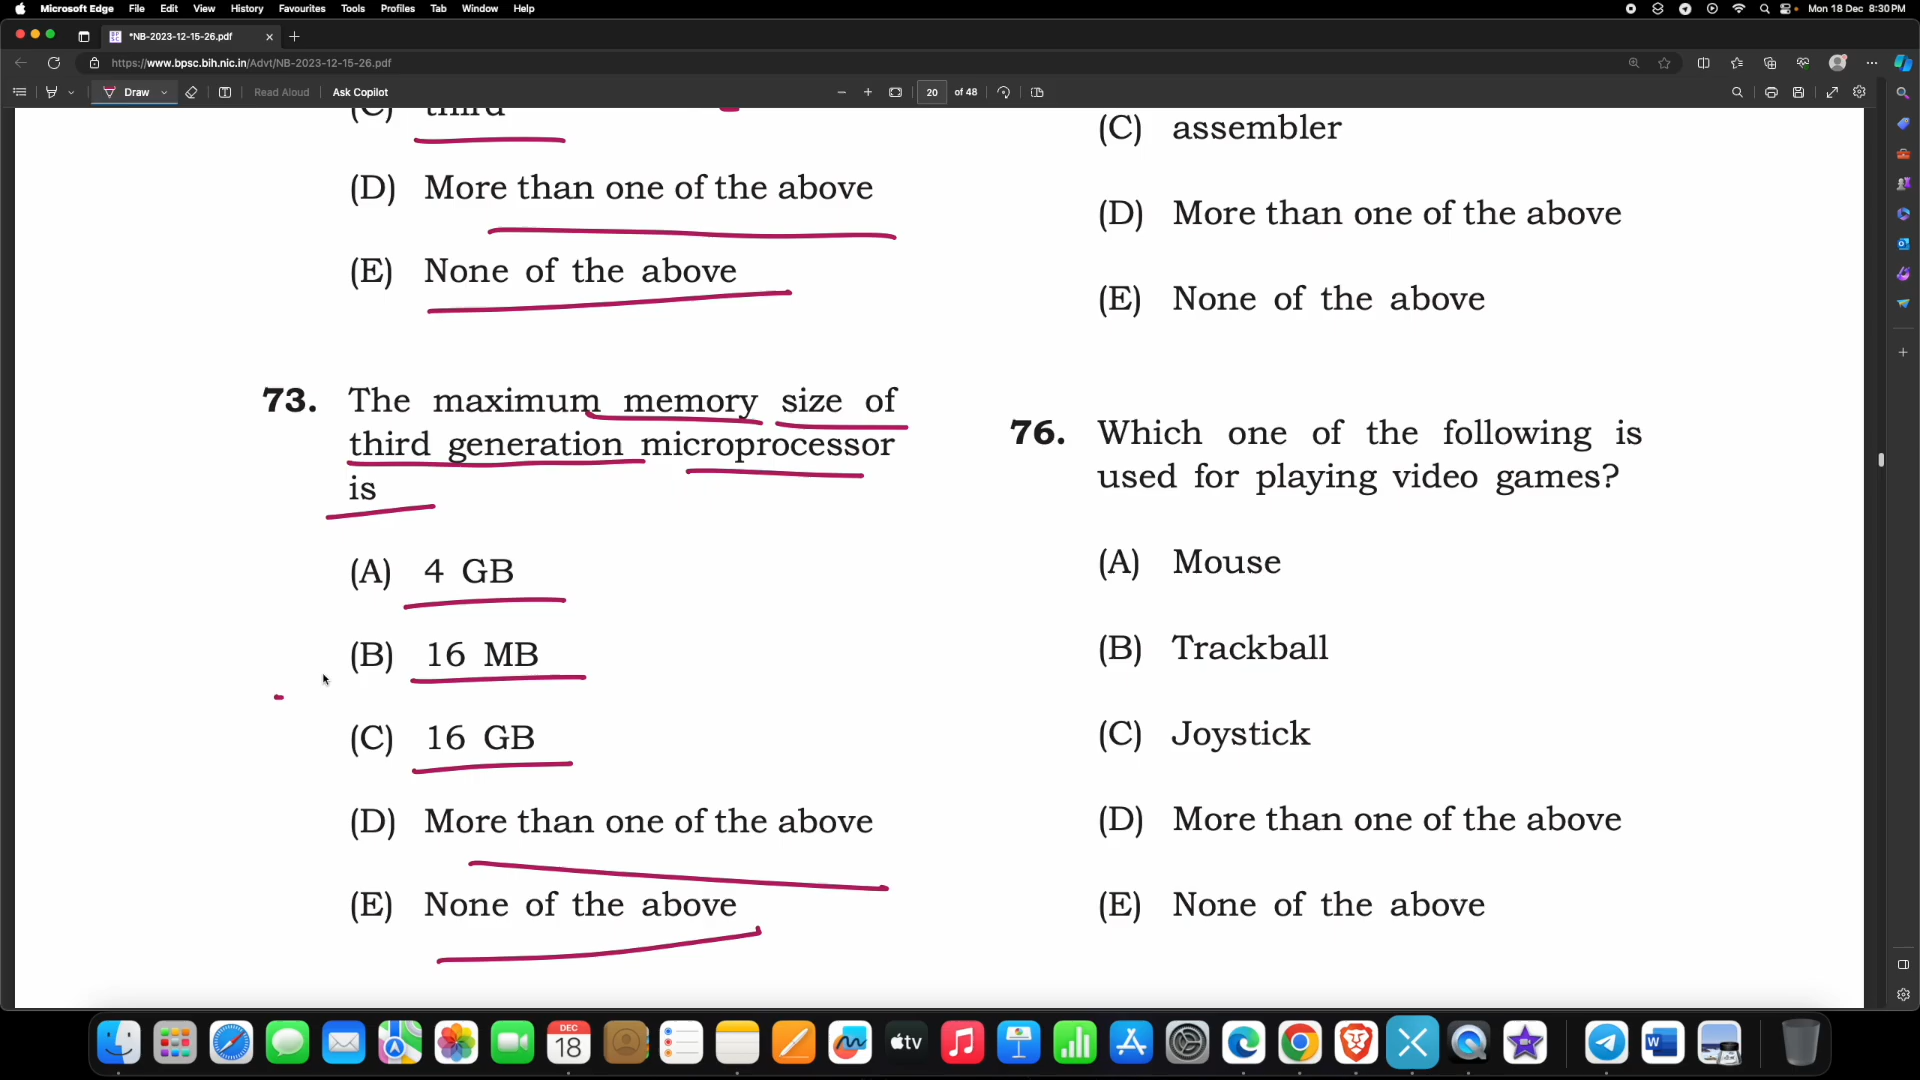 Microsoft Edge File Edit View History Favourites Tools Profiles Tab Window Help
Mon 18 Dec 8:30PM
*NB-2023-12-15-26.pdf
https://www.bpsc.bih.nic.in/Advt/NB-2023-12-15-26.pdf
Draw Read Aloud Ask Copilot 20 of 48
(C) third
(D) More than one of the above
(E) None of the above
73. The maximum memory size of
third generation microprocessor
is
(A) 4 GB
(B) 16 MB
(C) 16 GB
(D) More than one of the above
(E) None of the above
(C) assembler
(D) More than one of the above
(E) None of the above
76. Which one of the following is
used for playing video games?
(A) Mouse
(B) Trackball
(C) Joystick
(D) More than one of the above
(E) None of the above
DEC
18
tv
W